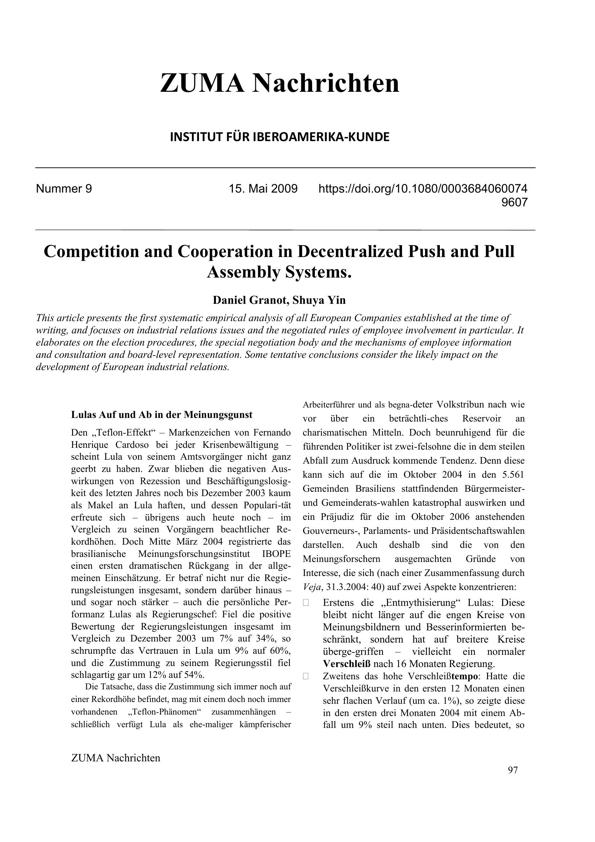 ZUMA Nachrichten
INSTITUT FÜR IBEROAMERIKA-KUNDE
Nummer 9 15. Mai 2009 https://doi.org/10.1080/0003684060074
9607
Competition and Cooperation in Decentralized Push and Pull
Assembly Systems.
Daniel Granot, Shuya Yin
This article presents the first systematic empirical analysis of all European Companies established at the time of
writing, and focuses on industrial relations issues and the negotiated rules of employee involvement in particular. It
elaborates on the election procedures, the special negotiation body and the mechanisms of employee information
and consultation and board-level representation. Some tentative conclusions consider the likely impact on the
development of European industrial relations.
Lulas Auf und Ab in der Meinungsgunst
Den „Teflon-Effekt“ – Markenzeichen von Fernando
Henrique Cardoso bei jeder Krisenbewältigung –
scheint Lula von seinem Amtsvorgänger nicht ganz
geerbt zu haben. Zwar blieben die negativen Aus-
wirkungen von Rezession und Beschäftigungslosig-
keit des letzten Jahres noch bis Dezember 2003 kaum
als Makel an Lula haften, und dessen Populari-tät
erfreute sich – übrigens auch heute noch – im
Vergleich zu seinen Vorgängern beachtlicher Re-
kordhöhen. Doch Mitte März 2004 registrierte das
brasilianische Meinungsforschungsinstitut IBOPE
einen ersten dramatischen Rückgang in der allge-
meinen Einschätzung. Er betraf nicht nur die Regie-
rungsleistungen insgesamt, sondern darüber hinaus –
und sogar noch stärker – auch die persönliche Per-
formanz Lulas als Regierungschef: Fiel die positive
Bewertung der Regierungsleistungen insgesamt im
Vergleich zu Dezember 2003 um 7% auf 34%, so
schrumpfte das Vertrauen in Lula um 9% auf 60%,
und die Zustimmung zu seinem Regierungsstil fiel
schlagartig gar um 12% auf 54%.
Die Tatsache, dass die Zustimmung sich immer noch auf
einer Rekordhöhe befindet, mag mit einem doch noch immer
vorhandenen „Teflon-Phänomen“ zusammenhängen –
schließlich verfügt Lula als ehe-maliger kämpferischer
Arbeiterführer und als begna-deter Volkstribun nach wie
vor über ein beträchtli-ches Reservoir an
charismatischen Mitteln. Doch beunruhigend für die
führenden Politiker ist zwei-felsohne die in dem steilen
Abfall zum Ausdruck kommende Tendenz. Denn diese
kann sich auf die im Oktober 2004 in den 5.561
Gemeinden Brasiliens stattfindenden Bürgermeister-
und Gemeinderats-wahlen katastrophal auswirken und
ein Präjudiz für die im Oktober 2006 anstehenden
Gouverneurs-, Parlaments- und Präsidentschaftswahlen
darstellen. Auch deshalb sind die von den
Meinungsforschern ausgemachten Gründe von
Interesse, die sich (nach einer Zusammenfassung durch
Veja, 31.3.2004: 40) auf zwei Aspekte konzentrieren:
□ Erstens die „Entmythisierung“ Lulas: Diese
bleibt nicht länger auf die engen Kreise von
Meinungsbildnern und Besserinformierten be-
schränkt, sondern hat auf breitere Kreise
überge-griffen – vielleicht ein normaler
Verschleiß nach 16 Monaten Regierung.
□ Zweitens das hohe Verschleißtempo: Hatte die
Verschleißkurve in den ersten 12 Monaten einen
sehr flachen Verlauf (um ca. 1%), so zeigte diese
in den ersten drei Monaten 2004 mit einem Ab-
fall um 9% steil nach unten. Dies bedeutet, so
ZUMA Nachrichten
97